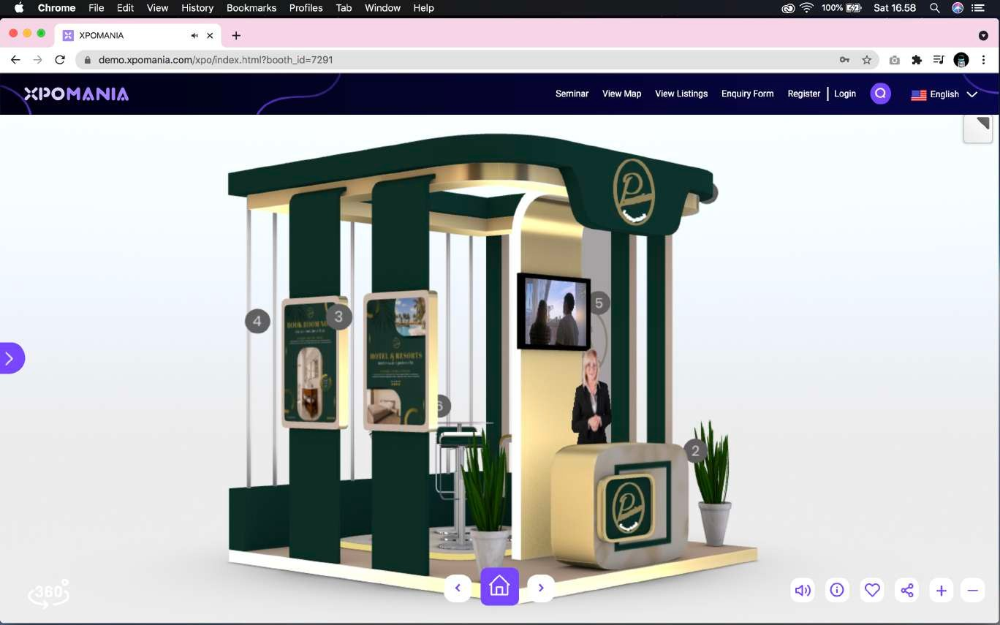 Chrome File Edit View History Bookmarks Profiles Tab Window Help 100% Sat 16.58
XPOMANIA
demo.xpomania.com/xpo/index.html?booth_id=7291
XPOMANIA Seminar View Map View Listings Enquiry Form Register Login English
P
5
4
3
BOOK ROOM
HOTEL & RESORTS
6
2
P
360°